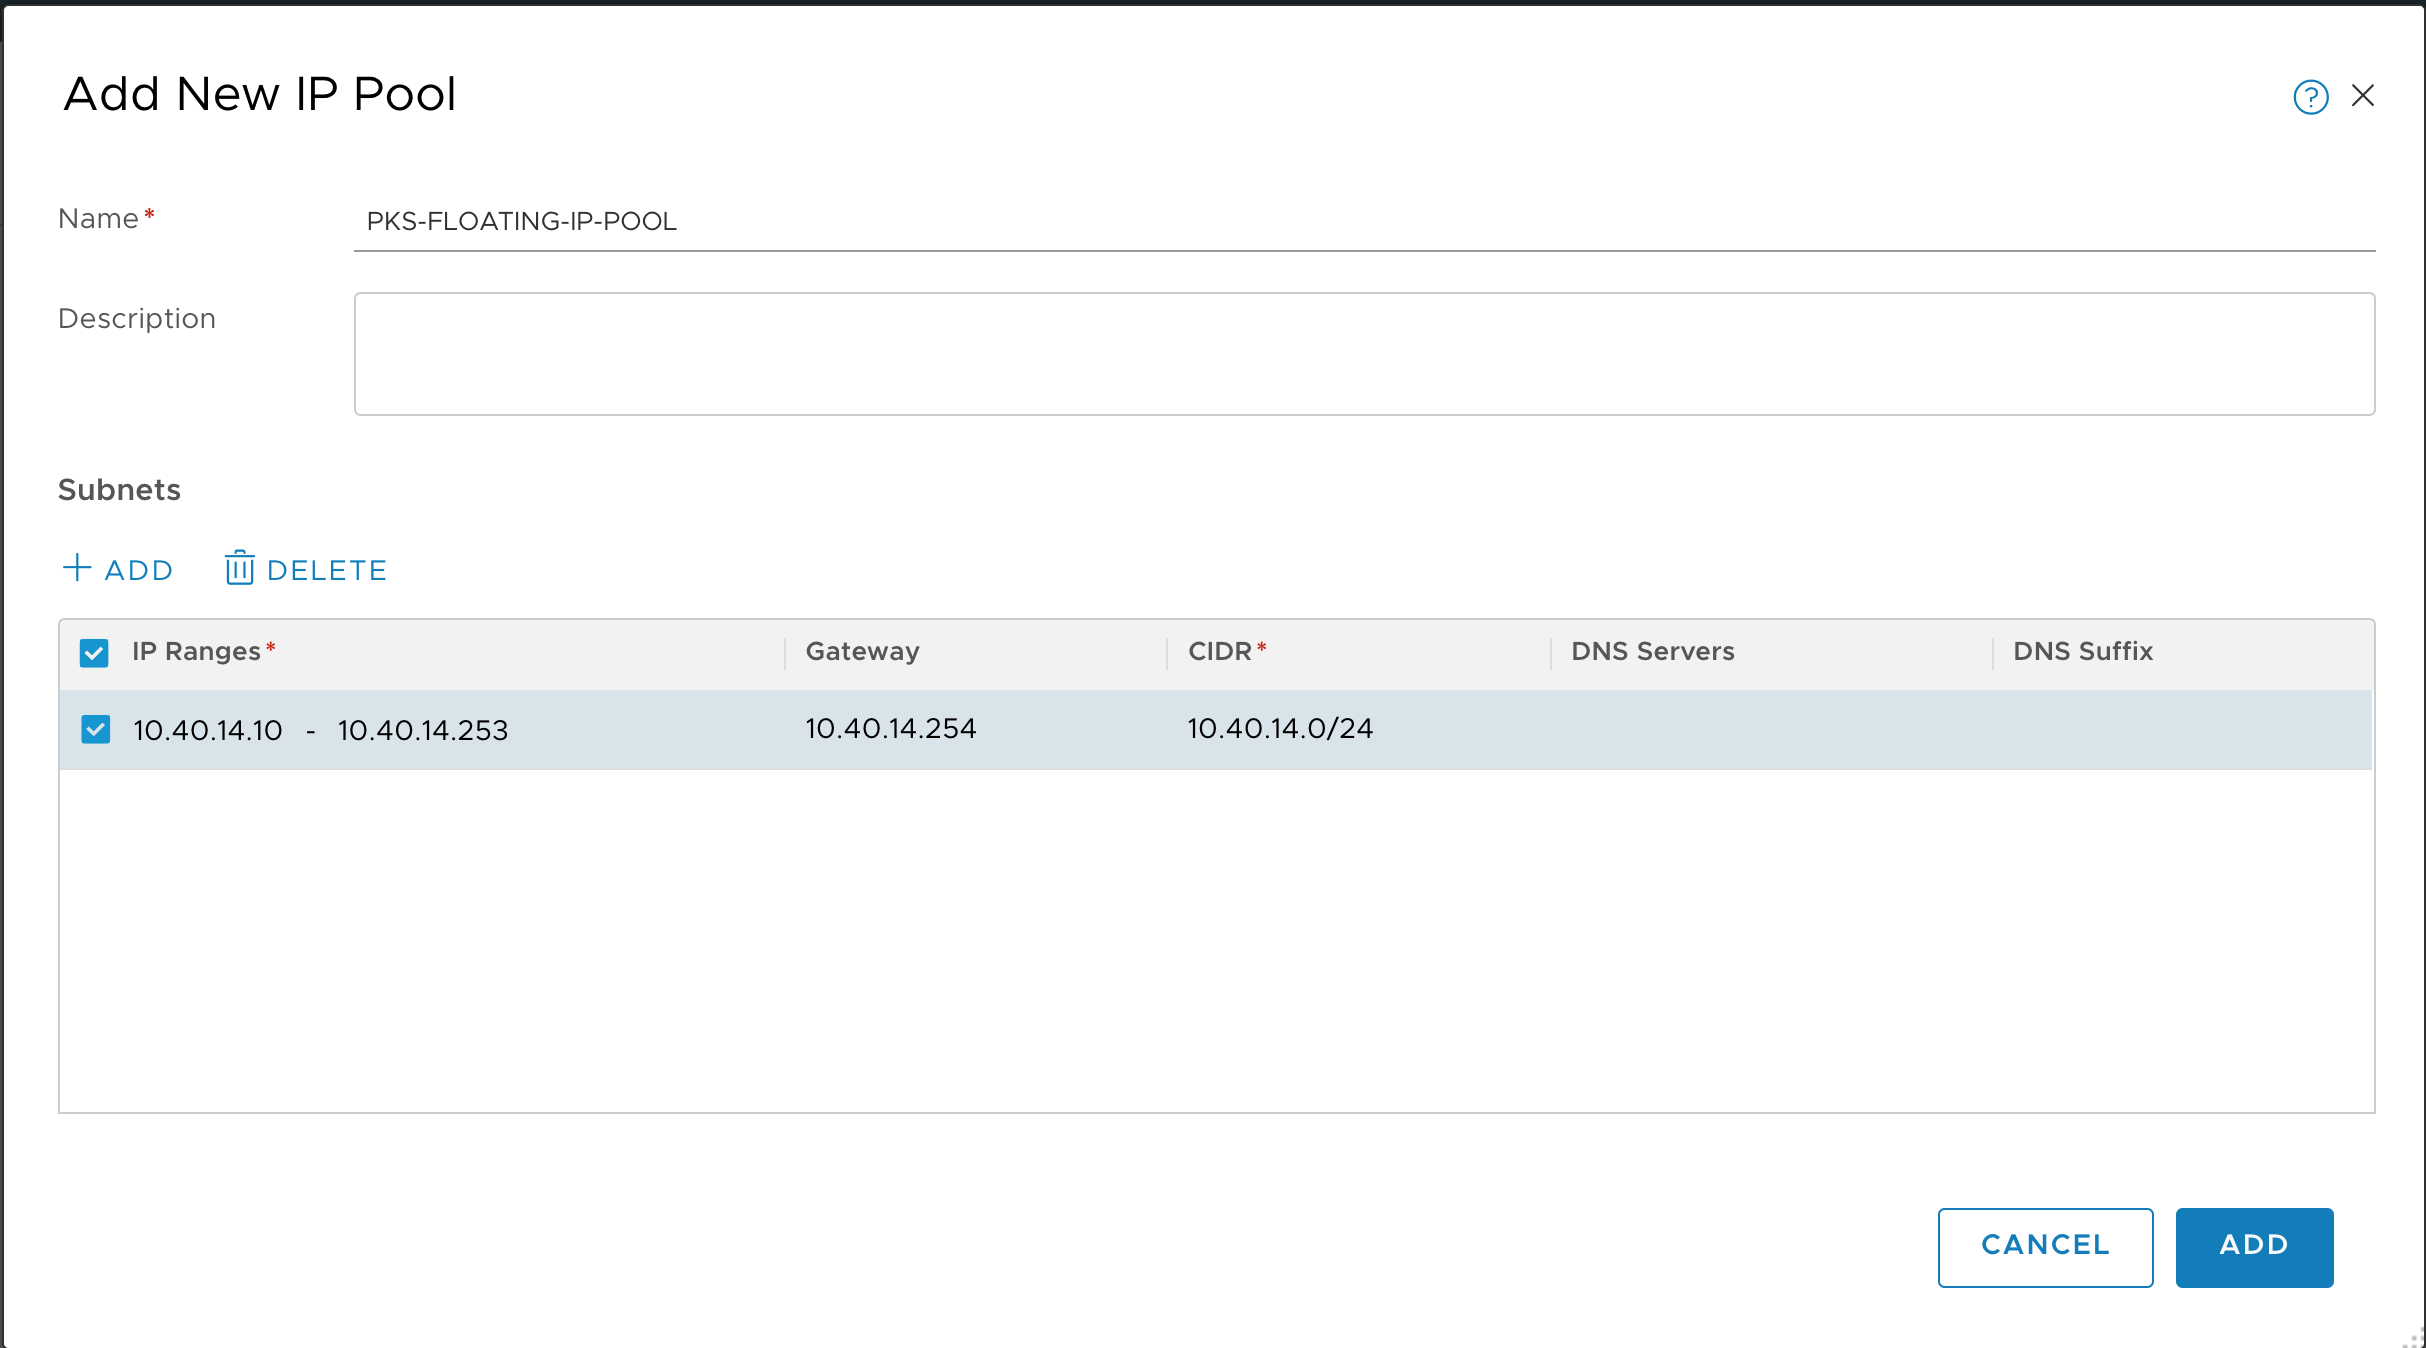 Add New IP Pool
Name* PKS-FLOATING-IP-POOL
Description
Subnets
ADD DELETE
IP Ranges* Gateway CIDR* DNS Servers DNS Suffix
10.40.14.10 - 10.40.14.253 10.40.14.254 10.40.14.0/24
CANCEL ADD